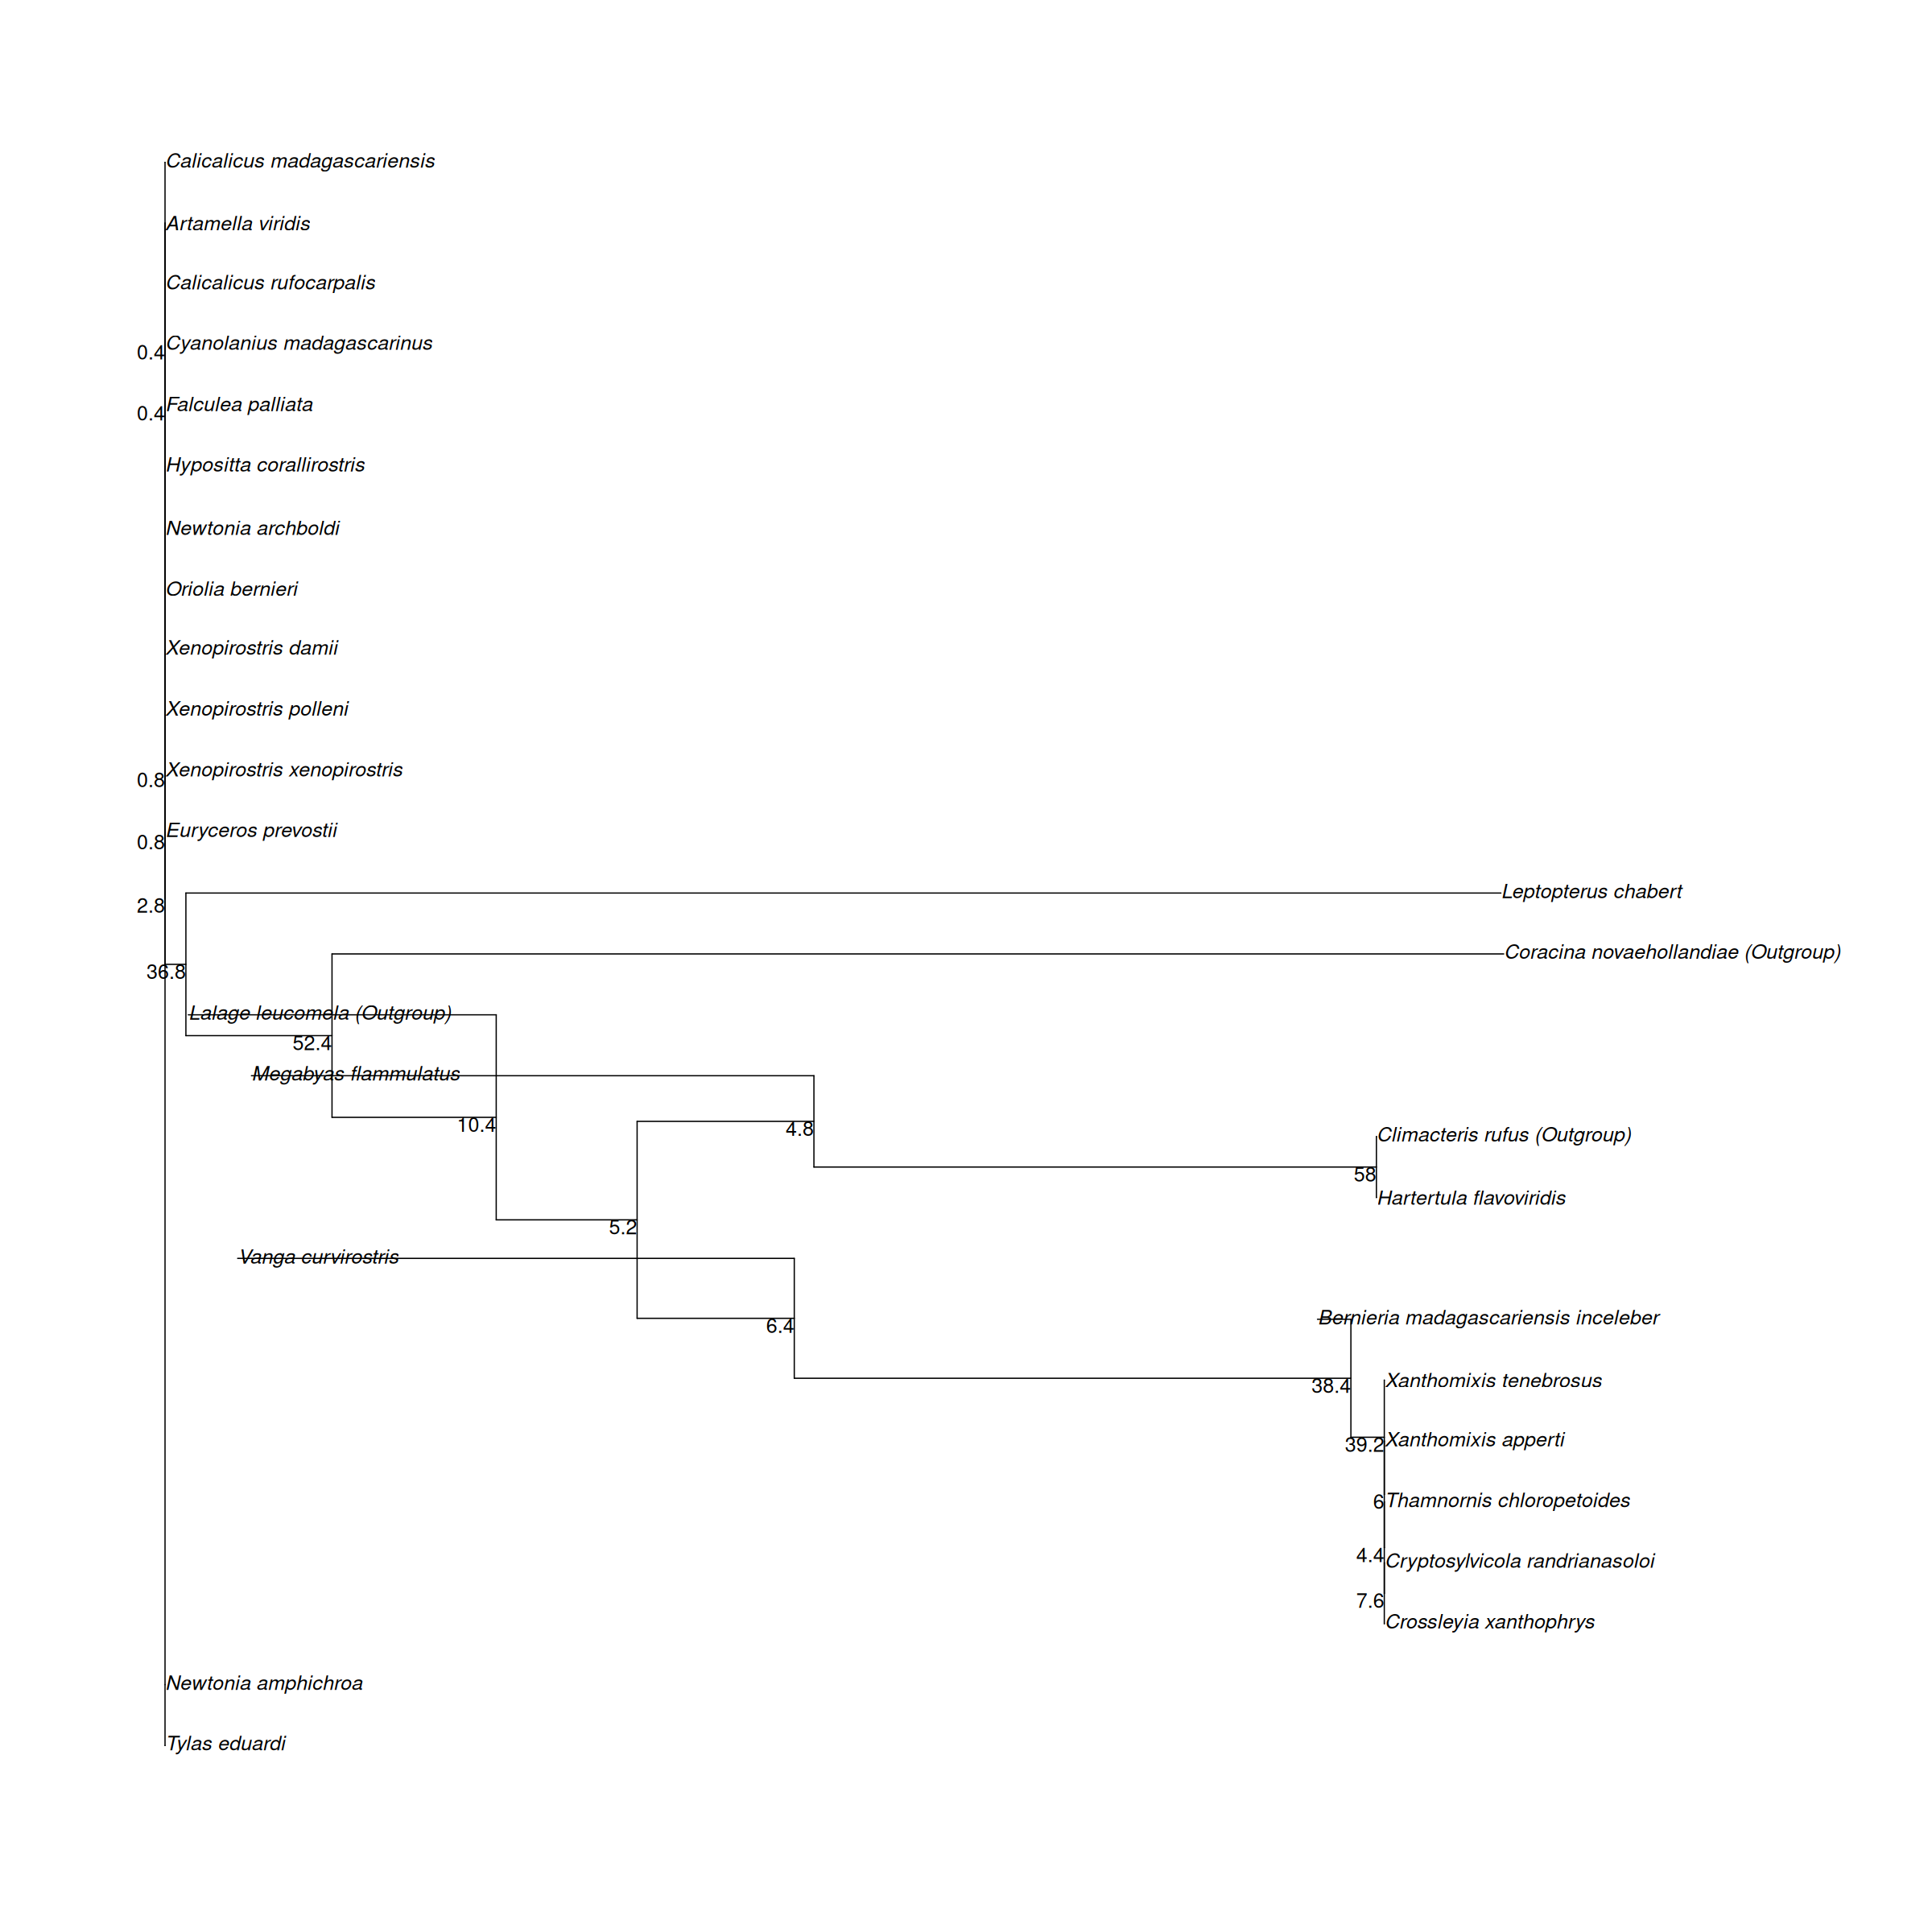 Calicalicus madagascariensis
Artamella viridis
Calicalicus rufocarpalis
Cyanolanius madagascarinus
0.4
Falculea palliata
0.4
Hypositta corallirostris
Newtonia archboldi
Oriolia bernieri
Xenopirostris damii
Xenopirostris polleni
Xenopirostris xenopirostris
0.8
Euryceros prevostii
0.8
Leptopterus chabert
2.8
Coracina novaehollandiae (Outgroup)
36.8
Lalage leucomela (Outgroup)
52.4
Megabyas flammulatus
10.4
4.8
Climacteris rufus (Outgroup)
58
Hartertula flavoviridis
5.2
Vanga curvirostris
Bernieria madagascariensis inceleber
6.4
Xanthomixis tenebrosus
38.4
Xanthomixis apperti
39.2
Thamnornis chloropetoides
6
4.4
Cryptosylvicola randrianasoloi
7.6
Crossleyia xanthophrys
Newtonia amphichroa
Tylas eduardi